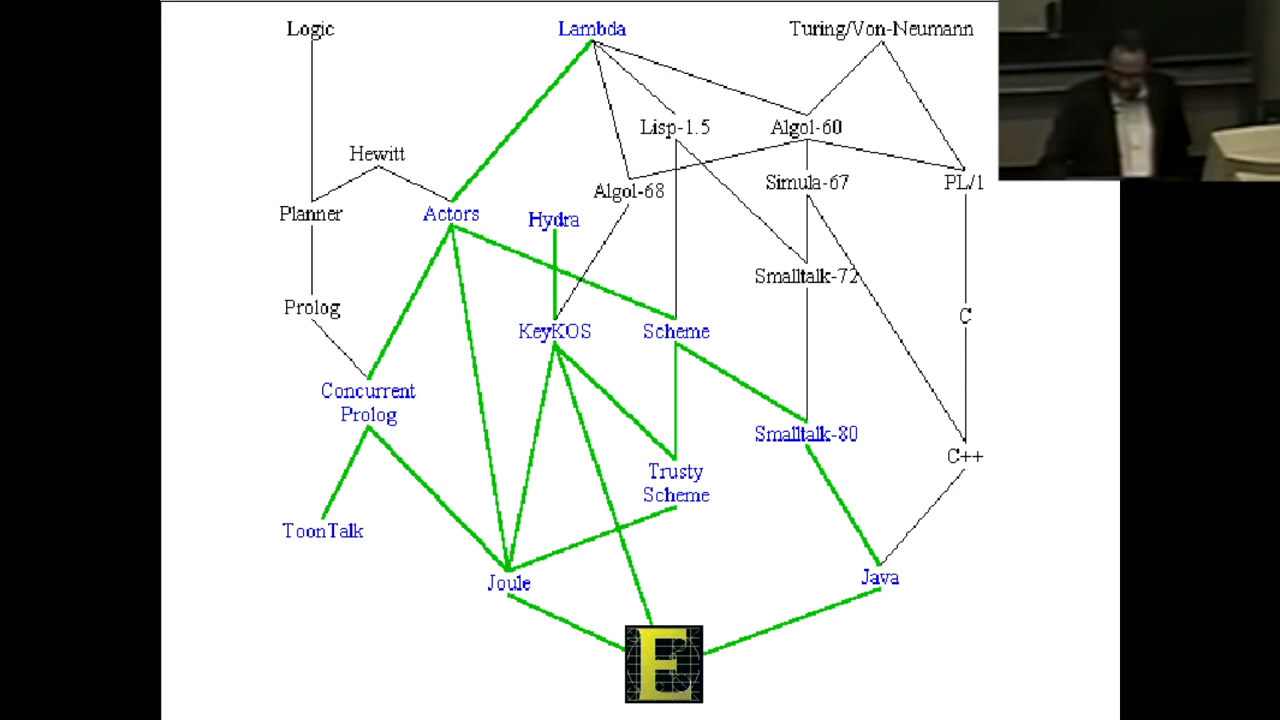 Logic
Lambda
Turing/Von-Neumann
Lisp-1.5
Algol-60
Hewitt
Algol-68
Simula-67
PL/1
Planner
Actors
Hydra
Smalltalk-72
Prolog
KeyKOS
Scheme
C
Concurrent
Prolog
Smalltalk-80
C++
Trusty
Scheme
ToonTalk
Joule
Java
E